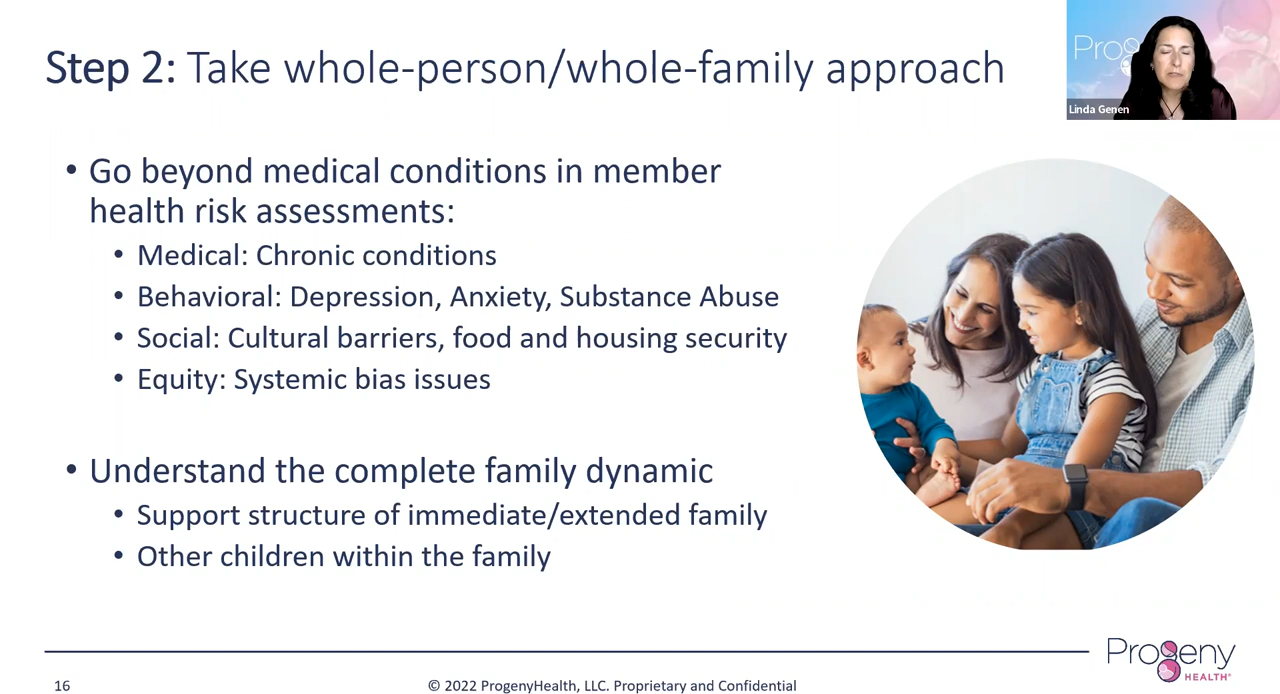 Step 2: Take whole-person/whole-family approach
Prog
Linda Genen
• Go beyond medical conditions in member
health risk assessments:
• Medical: Chronic conditions
• Behavioral: Depression, Anxiety, Substance Abuse
• Social: Cultural barriers, food and housing security
• Equity: Systemic bias issues
• Understand the complete family dynamic
• Support structure of immediate/extended family
• Other children within the family
16
© 2022 ProgenyHealth, LLC. Proprietary and Confidential
Progeny
HEALTH®